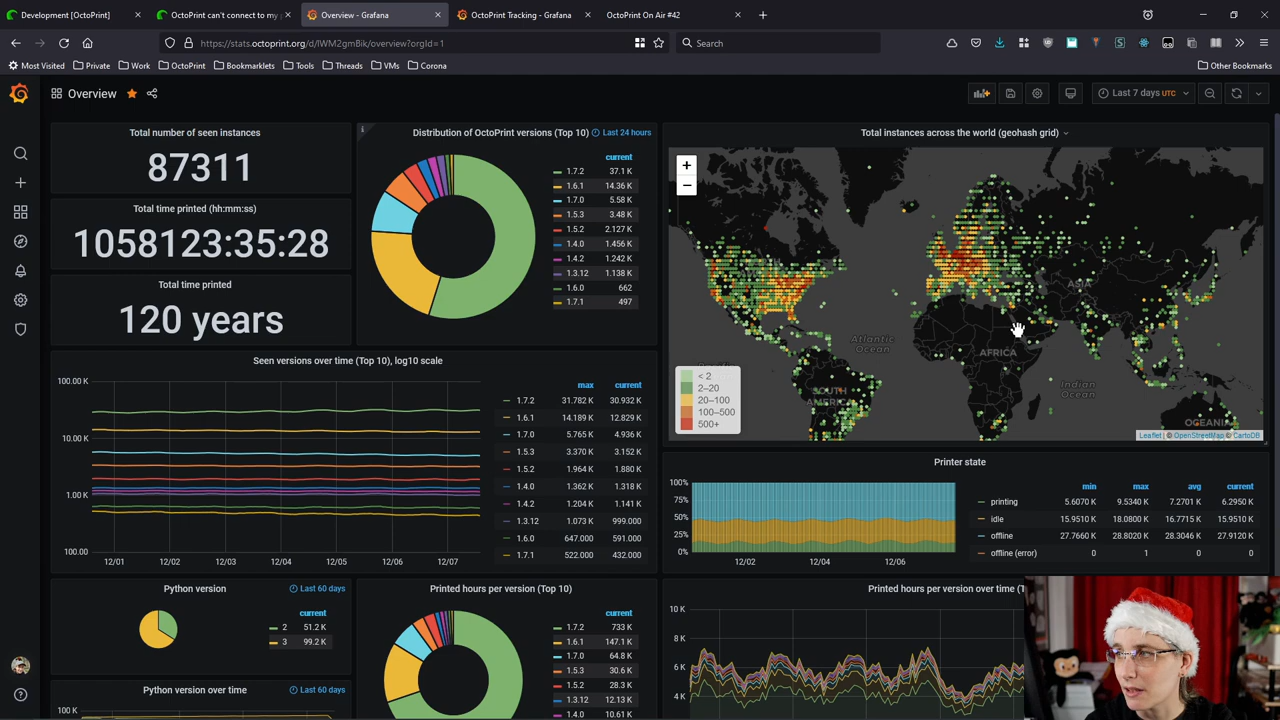 Development [OctoPrint]
OctoPrint can't connect to my p
Overview - Grafana
OctoPrint Tracking - Grafana
OctoPrint On Air #42
https://stats.octoprint.org/d/lWM2gmBik/overview?orgId=1
Search
Most Visited
Private
Work
OctoPrint
Bookmarklets
Tools
Threads
VMs
Corona
Other Bookmarks
Overview
Last 7 days UTC
Total number of seen instances
87311
Total time printed (hh:mm:ss)
1058123:35:28
Total time printed
120 years
Distribution of OctoPrint versions (Top 10)
Last 24 hours
current
1.7.2 37.1 K
1.6.1 14.36 K
1.7.0 5.58 K
1.5.3 3.48 K
1.5.2 2.127 K
1.4.0 1.456 K
1.4.2 1.242 K
1.3.12 1.138 K
1.6.0 662
1.7.1 497
Total instances across the world (geohash grid)
+
−
ASIA
Atlantic
Ocean
AFRICA
SOUTH
AMERICA
Indian
Ocean
OCEANIA
< 2
2–20
20–100
100–500
500+
Leaflet | © OpenStreetMap © CartoDB
Seen versions over time (Top 10), log10 scale
100.00 K
10.00 K
1.00 K
100.00
12/01 12/02 12/03 12/04 12/05 12/06 12/07
max current
1.7.2 31.782 K 30.932 K
1.6.1 14.189 K 12.829 K
1.7.0 5.765 K 4.936 K
1.5.3 3.370 K 3.152 K
1.5.2 1.964 K 1.880 K
1.4.0 1.362 K 1.318 K
1.4.2 1.204 K 1.141 K
1.3.12 1.073 K 999.000
1.6.0 647.000 591.000
1.7.1 522.000 432.000
Printer state
100%
75%
50%
25%
0%
12/02 12/04 12/06
min max avg current
printing 5.6070 K 9.5340 K 7.2701 K 6.2950 K
idle 15.9510 K 18.0800 K 16.7715 K 15.9510 K
offline 27.7660 K 28.8020 K 28.3046 K 27.9120 K
offline (error) 0 1 0 0
Python version
Last 60 days
current
2 51.2 K
3 99.2 K
Python version over time
Last 60 days
100 K
Printed hours per version (Top 10)
current
1.7.2 733 K
1.6.1 147.1 K
1.7.0 64.8 K
1.5.3 30.6 K
1.5.2 28.3 K
1.3.12 12.13 K
1.4.0 10.61 K
Printed hours per version over time (T
10 K
8 K
6 K
4 K